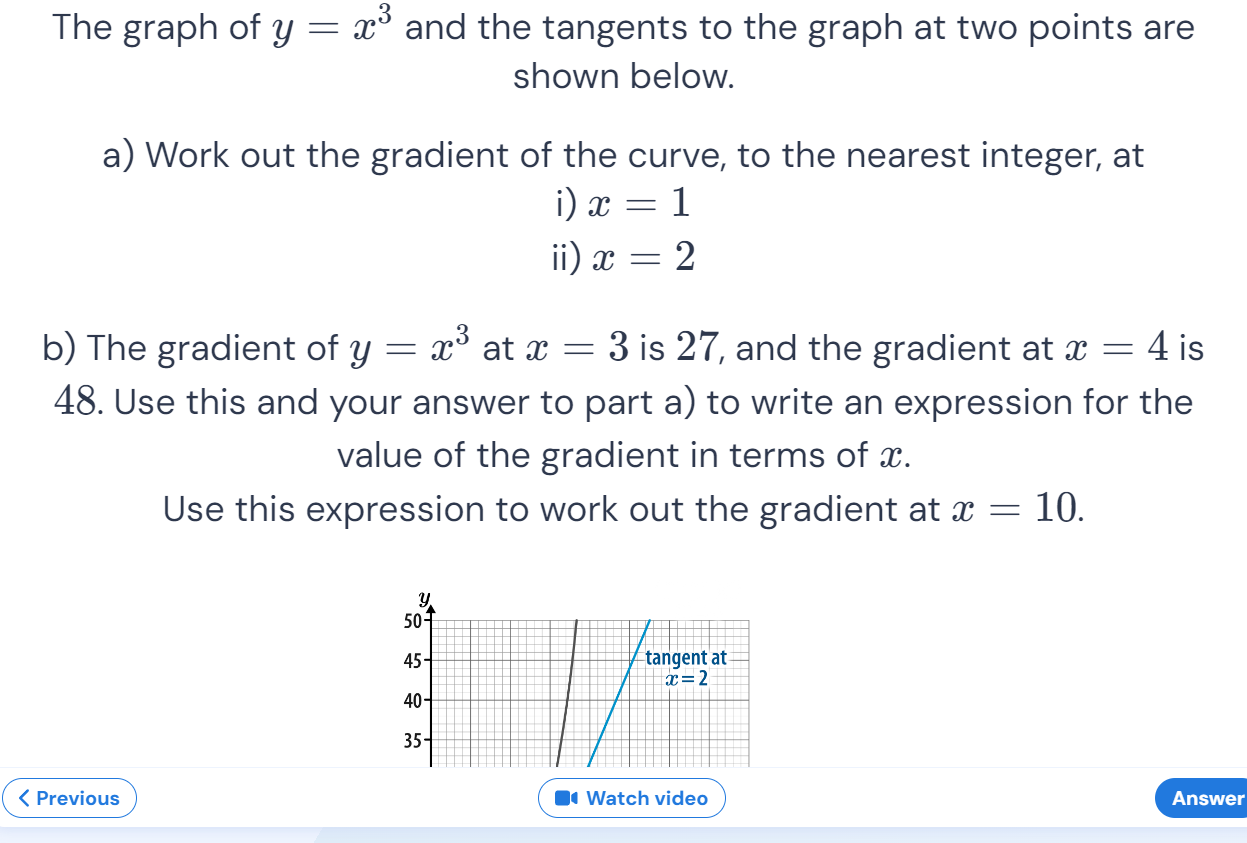 The graph of y = x³ and the tangents to the graph at two points are
shown below.
a) Work out the gradient of the curve, to the nearest integer, at
i) x = 1
ii) x = 2
b) The gradient of y = x³ at x = 3 is 27, and the gradient at x = 4 is
48. Use this and your answer to part a) to write an expression for the
value of the gradient in terms of x.
Use this expression to work out the gradient at x = 10.
y
50
tangent at
45
x = 2
40
35
Previous
Watch video
Answer